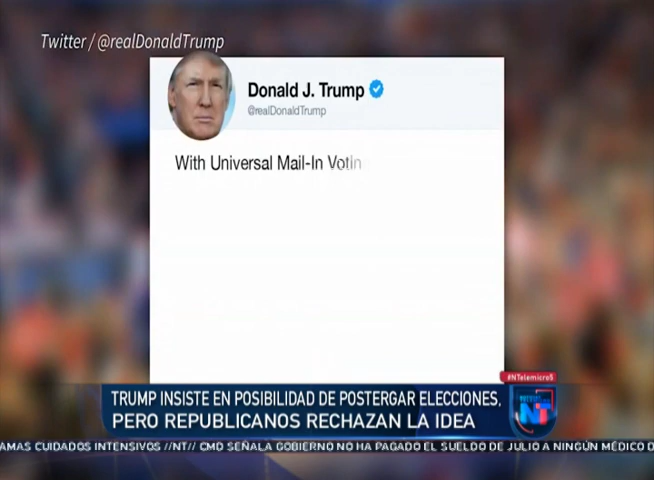 Twitter / @realDonaldTrump
Donald J. Trump
@realDonaldTrump
With Universal Mail-In Votin
#NTelemicro5
NT
TRUMP INSISTE EN POSIBILIDAD DE POSTERGAR ELECCIONES,
PERO REPUBLICANOS RECHAZAN LA IDEA
AMAS CUIDADOS INTENSIVOS //NT// CMD SEÑALA GOBIERNO NO HA PAGADO EL SUELDO DE JULIO A NINGÚN MÉDICO D